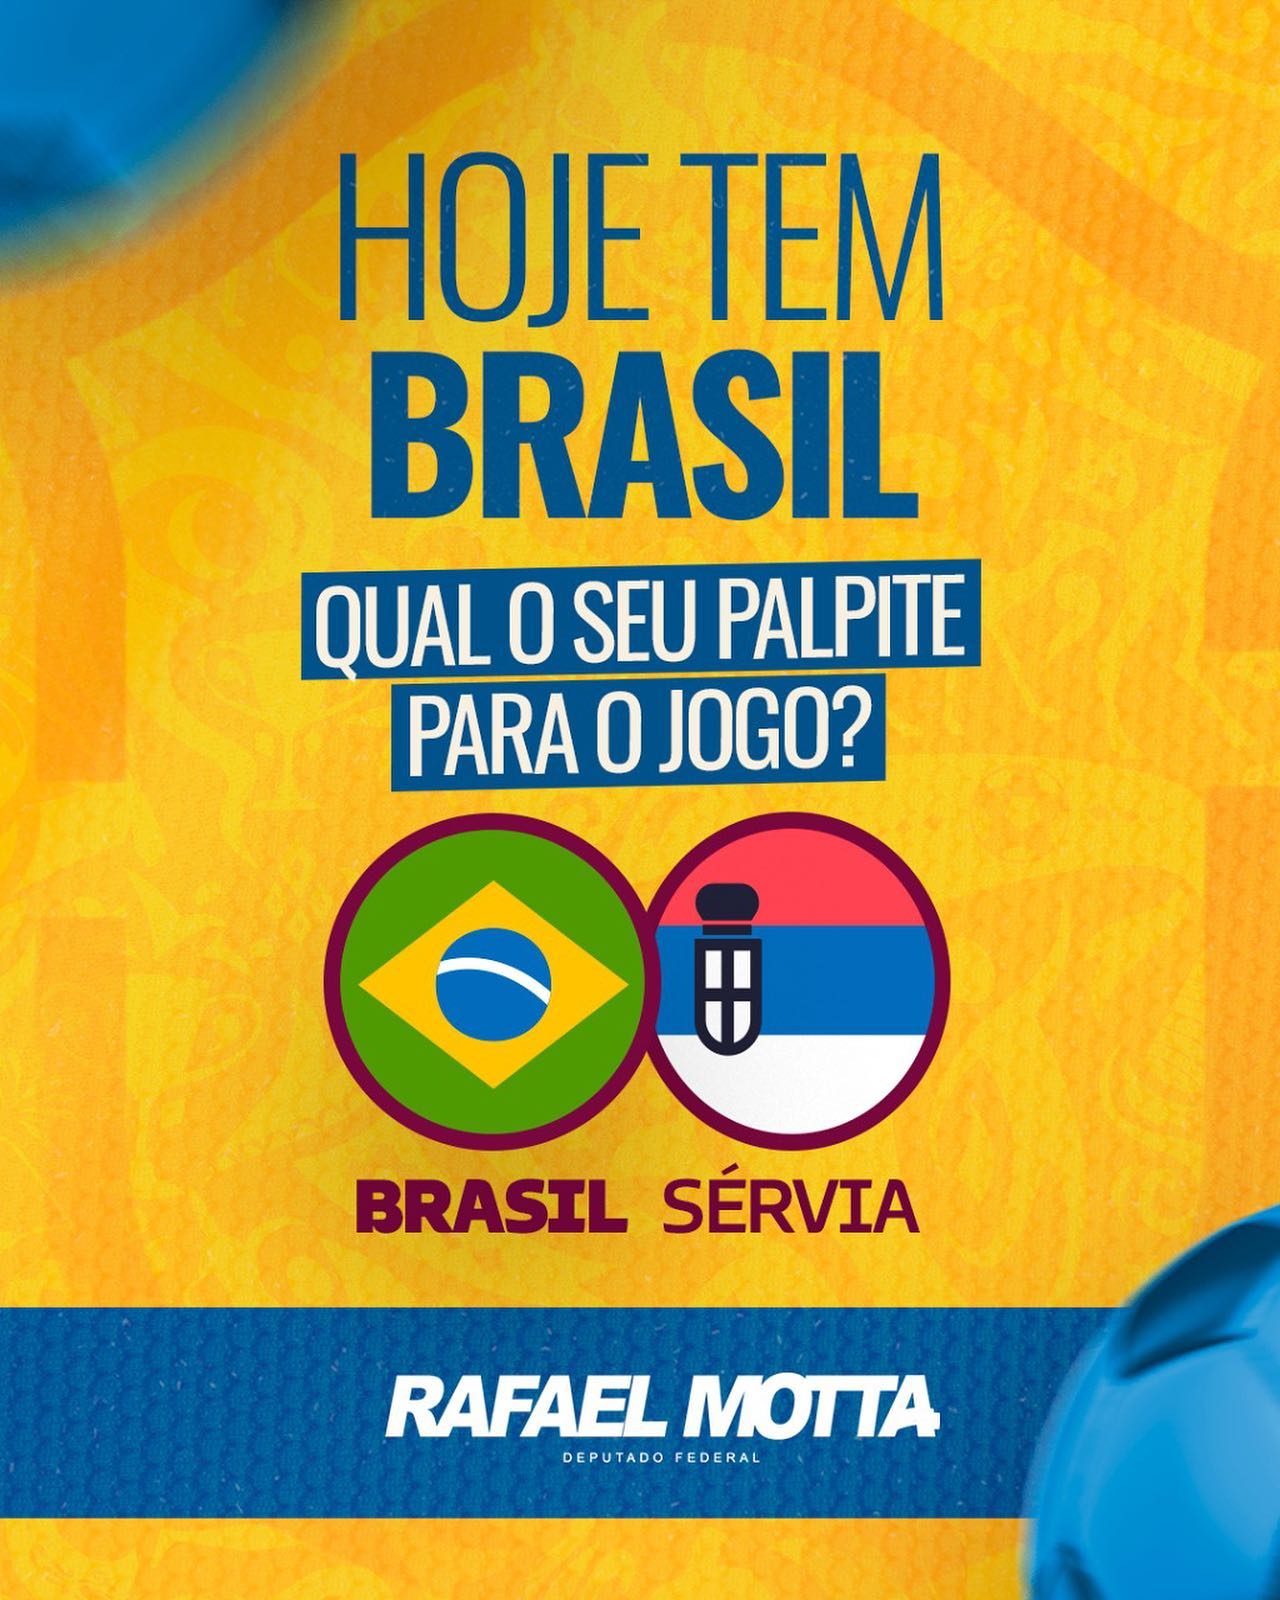 HOJE TEM
BRASIL
QUAL O SEU PALPITE
PARA O JOGO?
BRASIL SÉRVIA
RAFAEL MOTTA
DEPUTADO FEDERAL